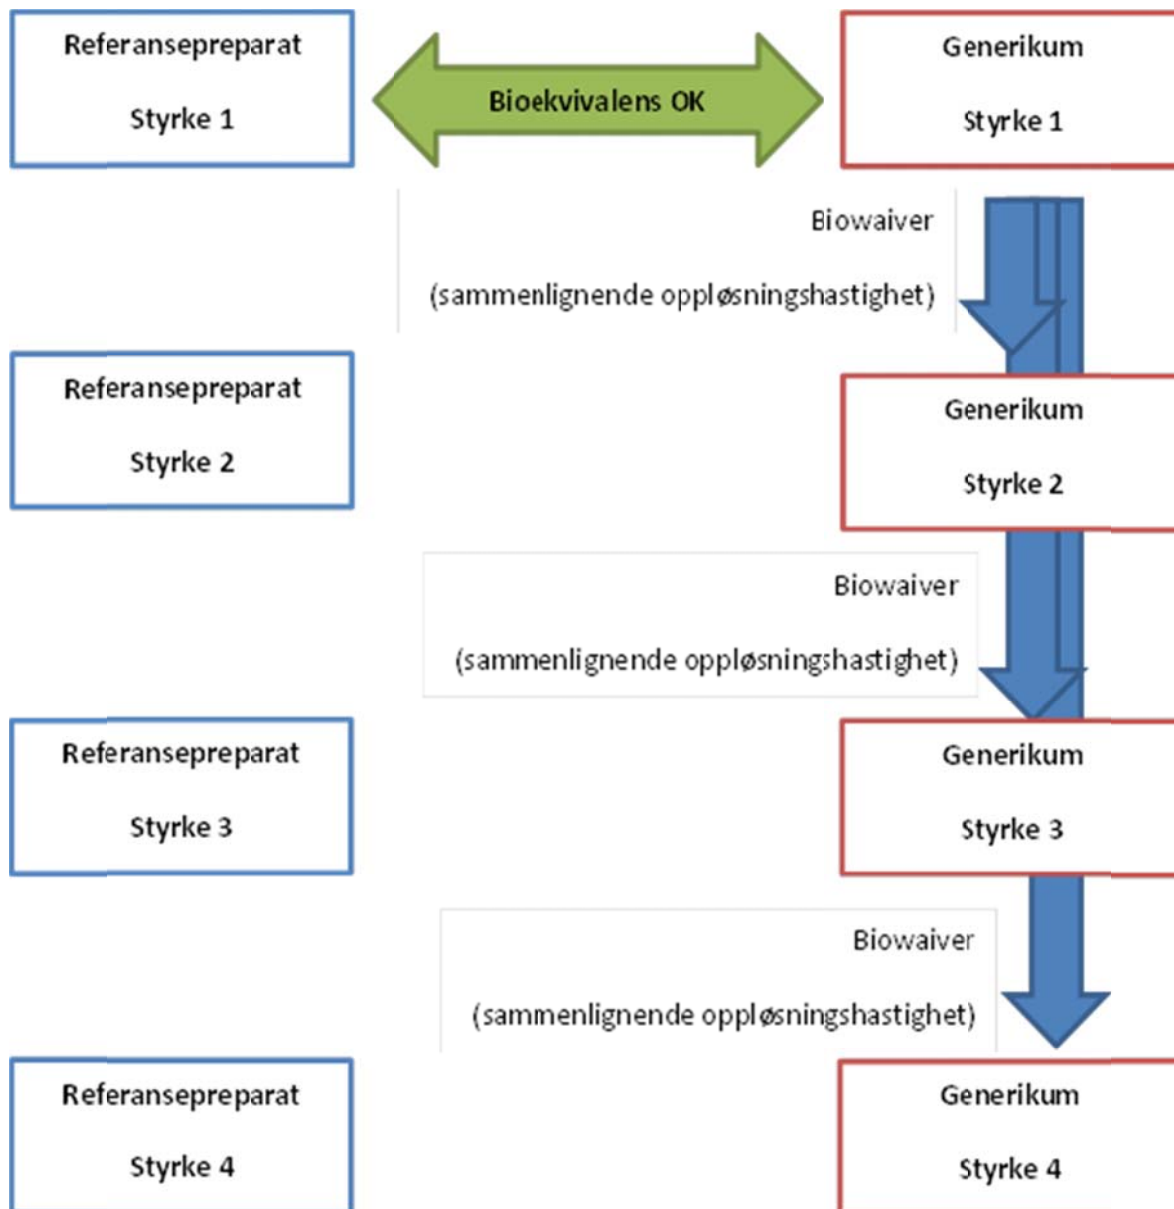 Referansepreparat
Styrke 1
Bioekvivalens OK
Generikum
Styrke 1
Biowaiver
(sammenlignende oppløsningshastighet)
Referansepreparat
Styrke 2
Generikum
Styrke 2
Biowaiver
(sammenlignende oppløsningshastighet)
Referansepreparat
Styrke 3
Generikum
Styrke 3
Biowaiver
(sammenlignende oppløsningshastighet)
Referansepreparat
Styrke 4
Generikum
Styrke 4